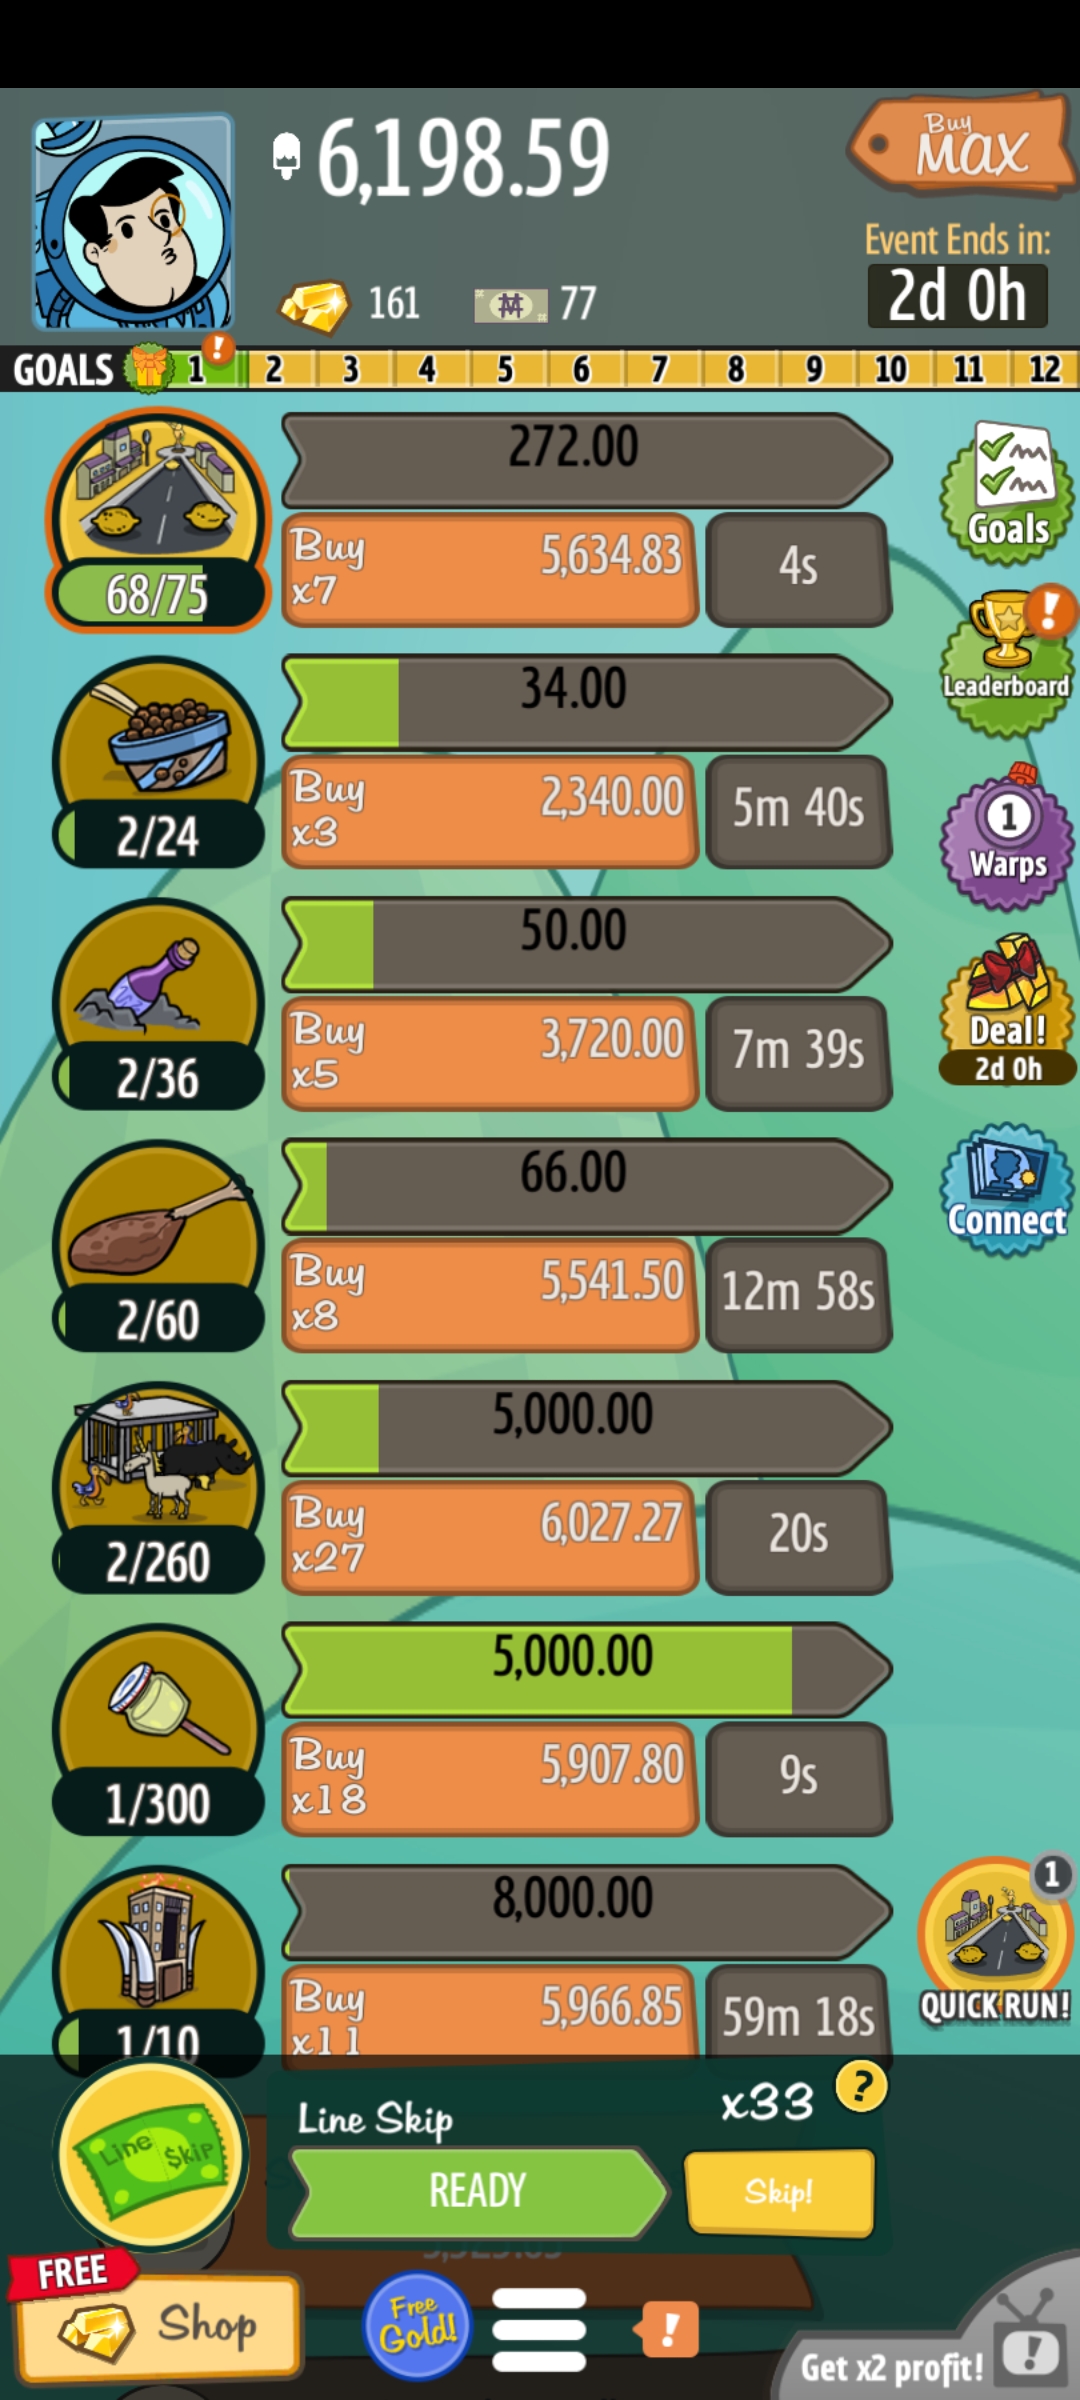 6,198.59
Buy
MAX
Event Ends in:
2d 0h
161
77
GOALS 1 ! 2 3 4 5 6 7 8 9 10 11 12
272.00
Buy
x7
5,634.83
4s
68/75
Goals
34.00
Buy
x3
2,340.00
5m 40s
2/24
!
Leaderboard
50.00
Buy
x5
3,720.00
7m 39s
2/36
1
Warps
66.00
Buy
x8
5,541.50
12m 58s
2/60
Deal!
2d 0h
Connect
5,000.00
Buy
x27
6,027.27
20s
2/260
5,000.00
Buy
x18
5,907.80
9s
1/300
8,000.00
Buy
x11
5,966.85
59m 18s
1/10
1
QUICK RUN!
Line Skip
Line Skip
x33
?
READY
Skip!
FREE
Shop
Free
Gold!
!
Get x2 profit!
!